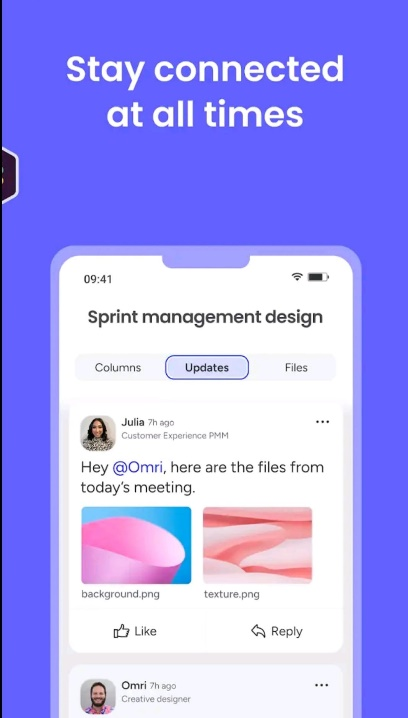 Stay connected
at all times
09:41
Sprint management design
Columns Updates Files
Julia 7h ago
Customer Experience PMM
Hey @Omri, here are the files from
today's meeting.
background.png texture.png
Like Reply
Omri 7h ago
Creative designer